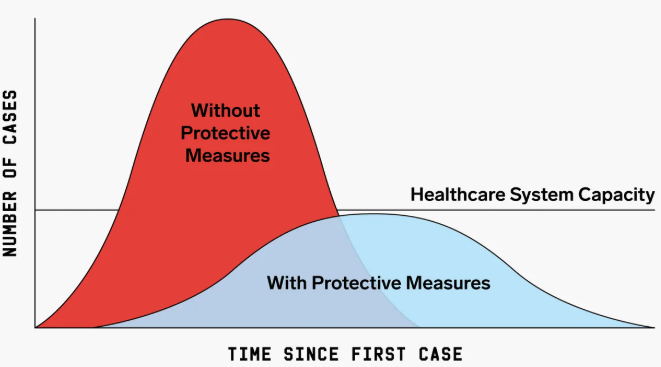 NUMBER OF CASES
Without
Protective
Measures
Healthcare System Capacity
With Protective Measures
TIME SINCE FIRST CASE